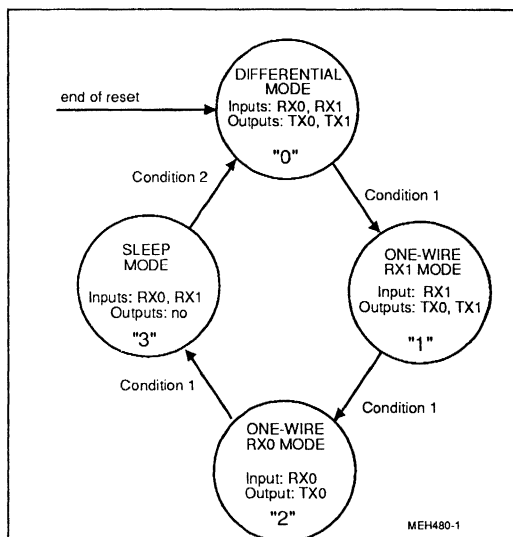 DIFFERENTIAL
MODE
Inputs: RX0, RX1
Outputs: TX0, TX1
"0"
end of reset
Condition 2
Condition 1
SLEEP
MODE
Inputs: RX0, RX1
Outputs: no
"3"
ONE-WIRE
RX1 MODE
Input: RX1
Outputs: TX0, TX1
"1"
Condition 1
Condition 1
ONE-WIRE
RX0 MODE
Input: RX0
Output: TX0
"2"
MEH480-1